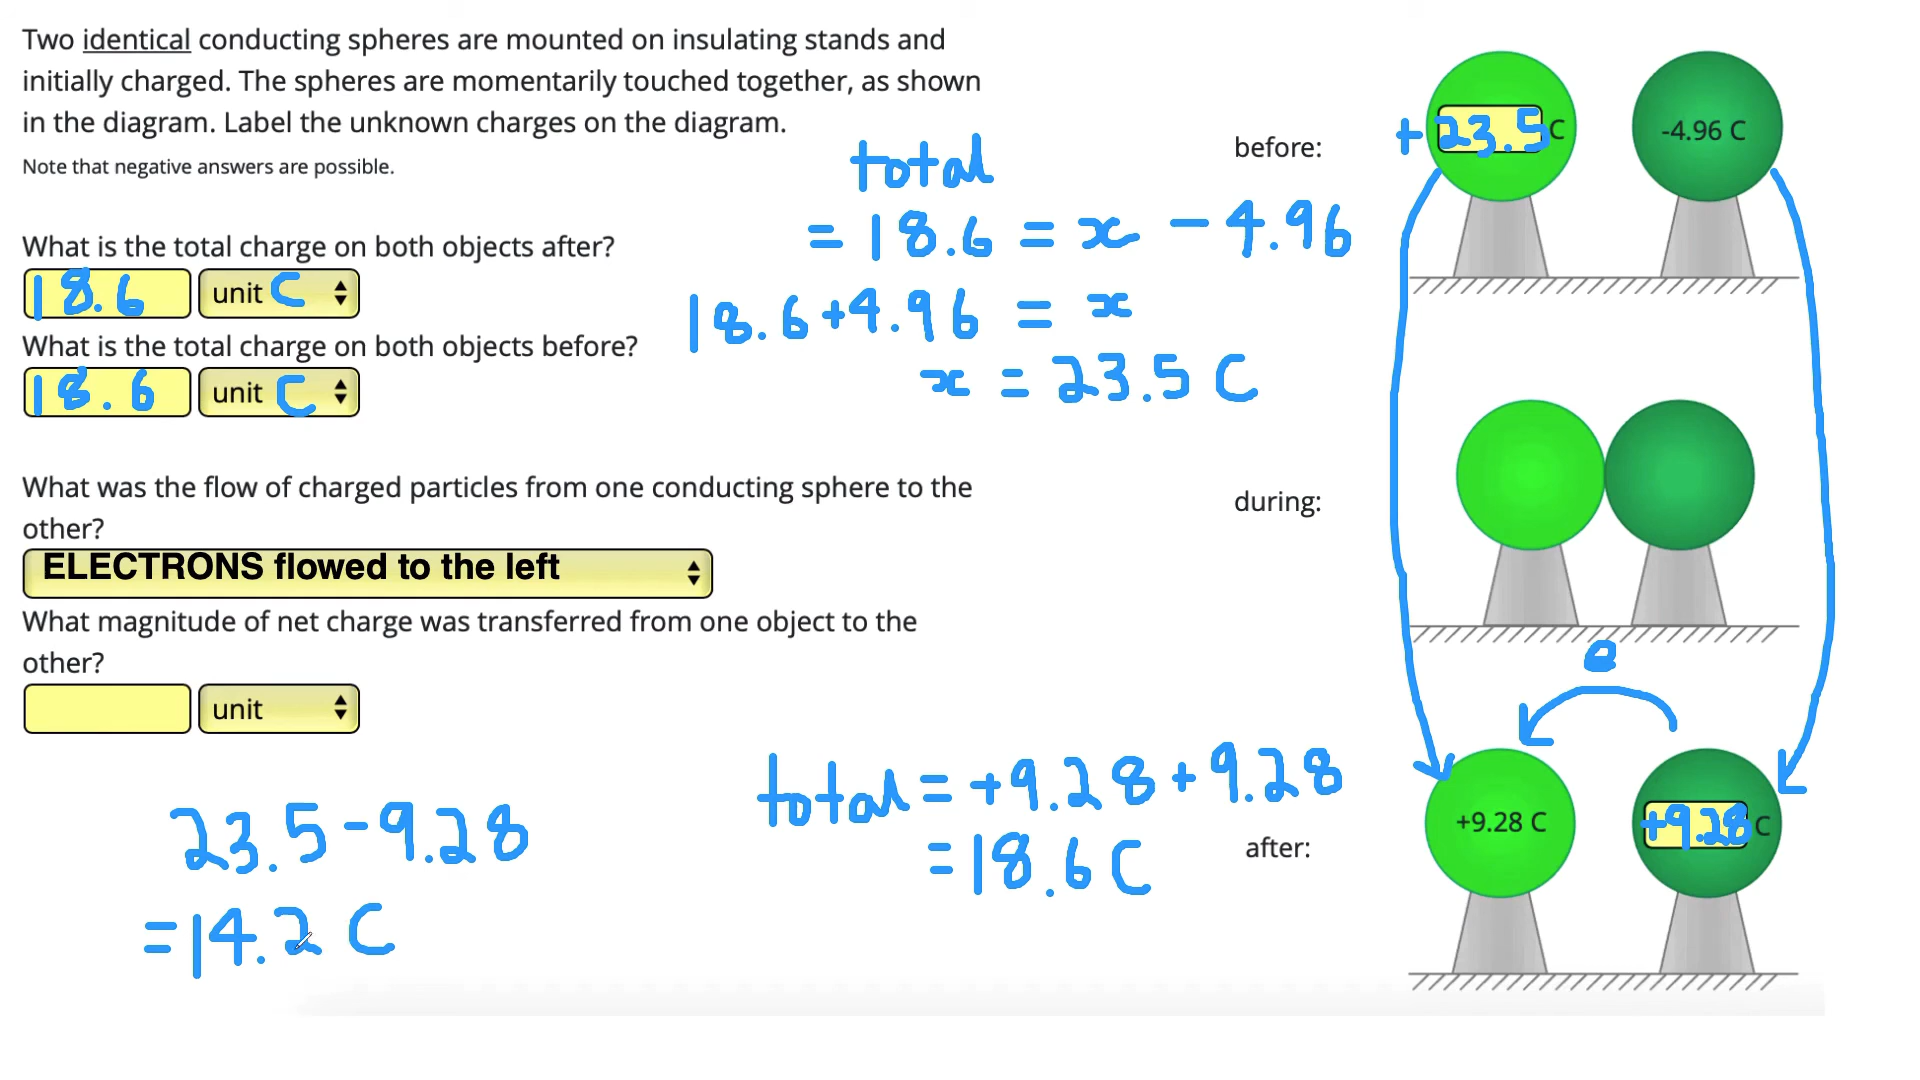 Two identical conducting spheres are mounted on insulating stands and
initially charged. The spheres are momentarily touched together, as shown
in the diagram. Label the unknown charges on the diagram.
Note that negative answers are possible.
What is the total charge on both objects after?
18.6 unit C
What is the total charge on both objects before?
18.6 unit C
What was the flow of charged particles from one conducting sphere to the
other?
ELECTRONS flowed to the left
What magnitude of net charge was transferred from one object to the
other?
unit
23.5-9.28
=14.2 C
total
= 18.6 = x - 4.96
18.6+4.96 = x
x = 23.5 C
total = +9.28+9.28
=18.6 C
before:
+23.5 C
-4.96 C
during:
e
after:
+9.28 C
+9.28 C